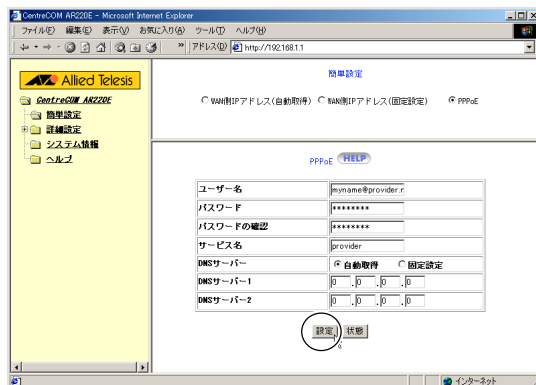 CentreCOM AR220E - Microsoft Internet Explorer
ファイル(F) 編集(E) 表示(V) お気に入り(A) ツール(T) ヘルプ(H)
アドレス(D) http://192.168.1.1
Allied Telesis
CentreCOM AR220E
簡単設定
詳細設定
システム情報
ヘルプ
簡単設定
WAN側IPアドレス(自動取得) WAN側IPアドレス(固定設定) PPPoE
PPPoE HELP
ユーザー名 myname@provider.r
パスワード ********
パスワードの確認 ********
サービス名 provider
DNSサーバー 自動取得 固定設定
DNSサーバー1 0 . 0 . 0 . 0
DNSサーバー2 0 . 0 . 0 . 0
設定 状態
インターネット